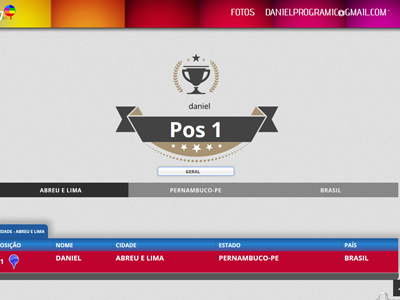 FOTOS DANIELPROGRAMIC@GMAIL.COM
daniel
Pos 1
GERAL
ABREU E LIMA PERNAMBUCO-PE BRASIL
IDADE - ABREU E LIMA
OSIÇÃO NOME CIDADE ESTADO PAÍS
1 DANIEL ABREU E LIMA PERNAMBUCO-PE BRASIL